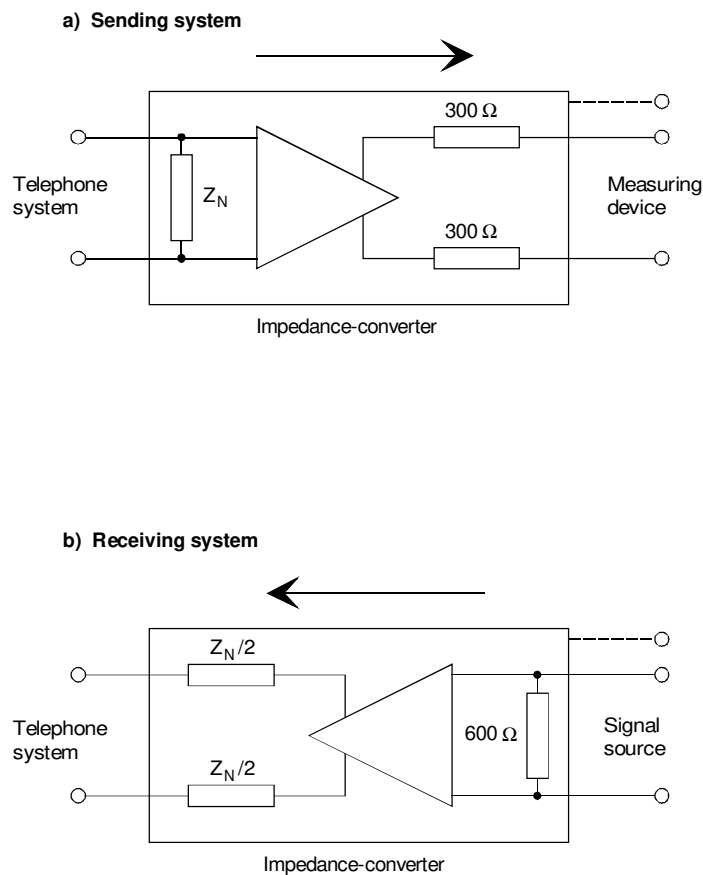 a) Sending system
300 Ω
Telephone
system
Z_N
Measuring
device
300 Ω
Impedance-converter
b) Receiving system
Z_N/2
Telephone
system
600 Ω
Signal
source
Z_N/2
Impedance-converter